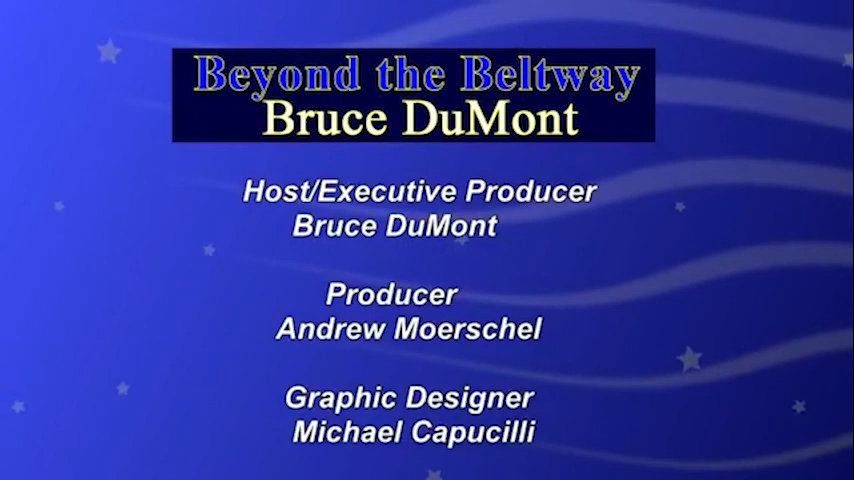 Beyond the Beltway
Bruce DuMont
Host/Executive Producer
Bruce DuMont
Producer
Andrew Moerschel
Graphic Designer
Michael Capucilli